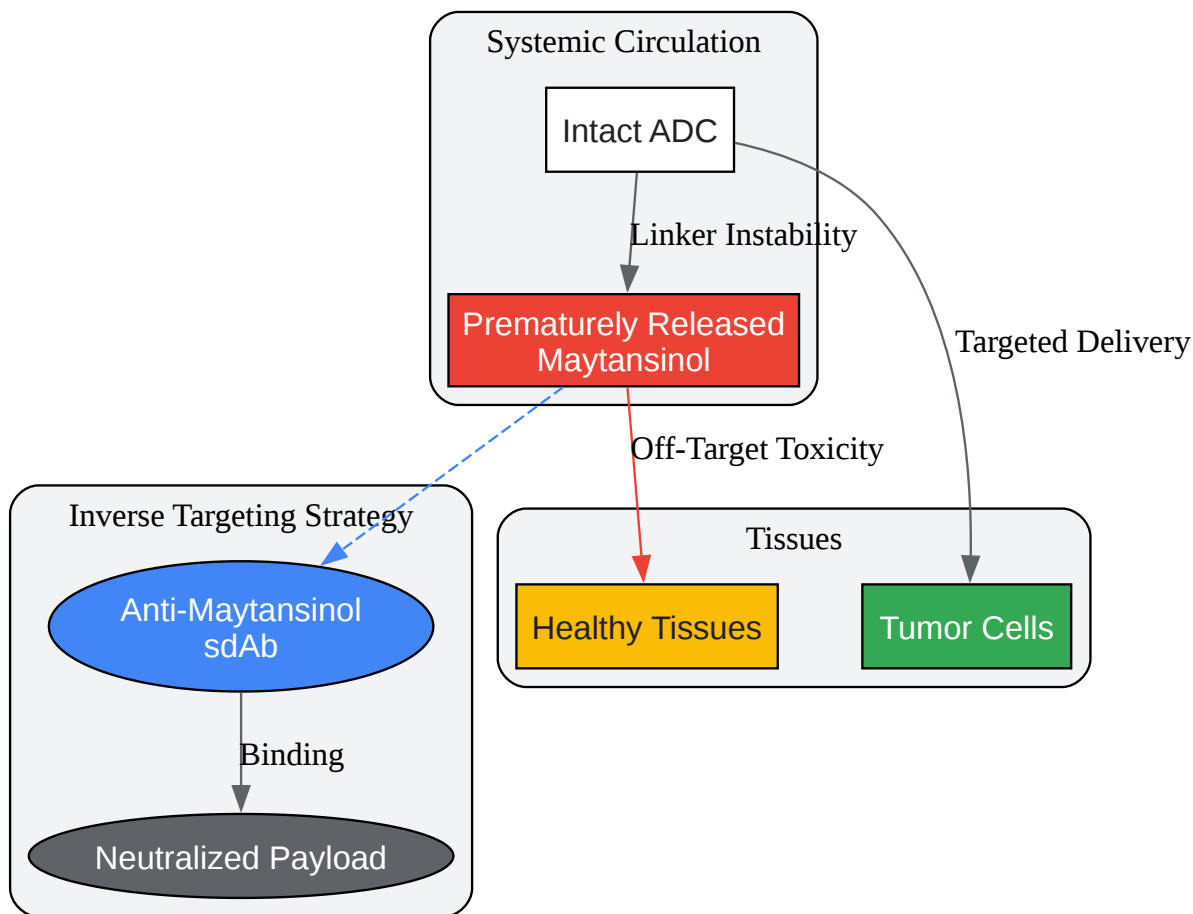 Systemic Circulation
Intact ADC
Linker Instability
Prematurely Released
Maytansinol
Targeted Delivery
Off-Target Toxicity
Inverse Targeting Strategy
Anti-Maytansinol
sdAb
Binding
Neutralized Payload
Tissues
Healthy Tissues
Tumor Cells